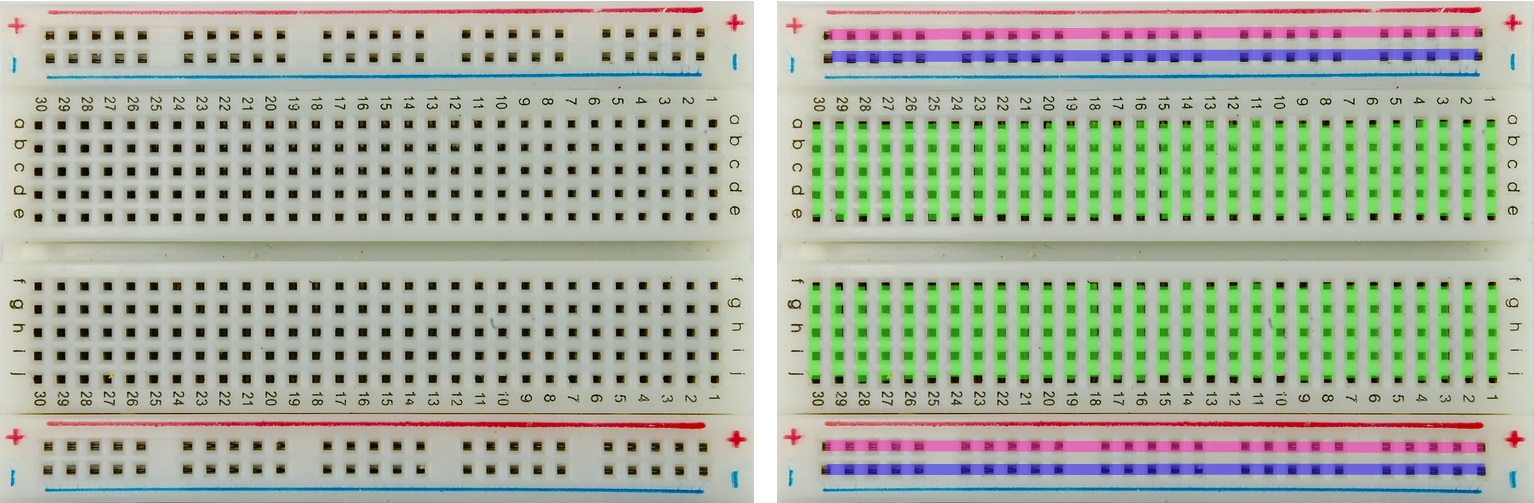 + +
- -
30 29 28 27 26 25 24 23 22 21 20 19 18 17 16 15 14 13 12 11 10 9 8 7 6 5 4 3 2 1
a a
b b
c c
d d
e e
f f
g g
h h
i i
j j
30 29 28 27 26 25 24 23 22 21 20 19 18 17 16 15 14 13 12 11 10 9 8 7 6 5 4 3 2 1
+ +
- -
+ +
- -
30 29 28 27 26 25 24 23 22 21 20 19 18 17 16 15 14 13 12 11 10 9 8 7 6 5 4 3 2 1
a a
b b
c c
d d
e e
f f
g g
h h
i i
j j
30 29 28 27 26 25 24 23 22 21 20 19 18 17 16 15 14 13 12 11 10 9 8 7 6 5 4 3 2 1
+ +
- -